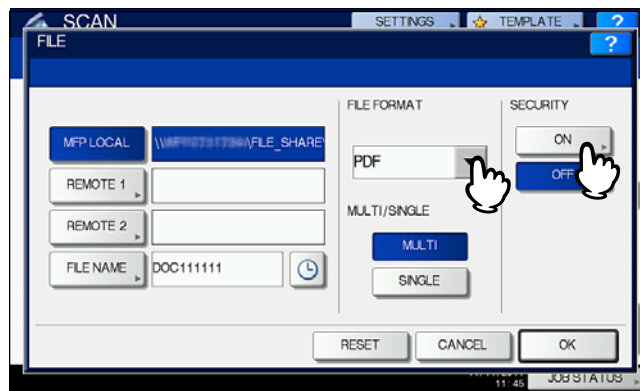 SCAN
SETTINGS
TEMPLATE
?
FILE
?
FILE FORMAT
SECURITY
MFP LOCAL
\FILE_SHARE
PDF
ON
OFF
REMOTE 1
REMOTE 2
MULTI/SINGLE
MULTI
SINGLE
FILE NAME
DOC111111
RESET
CANCEL
OK
11:45
JOB STATUS